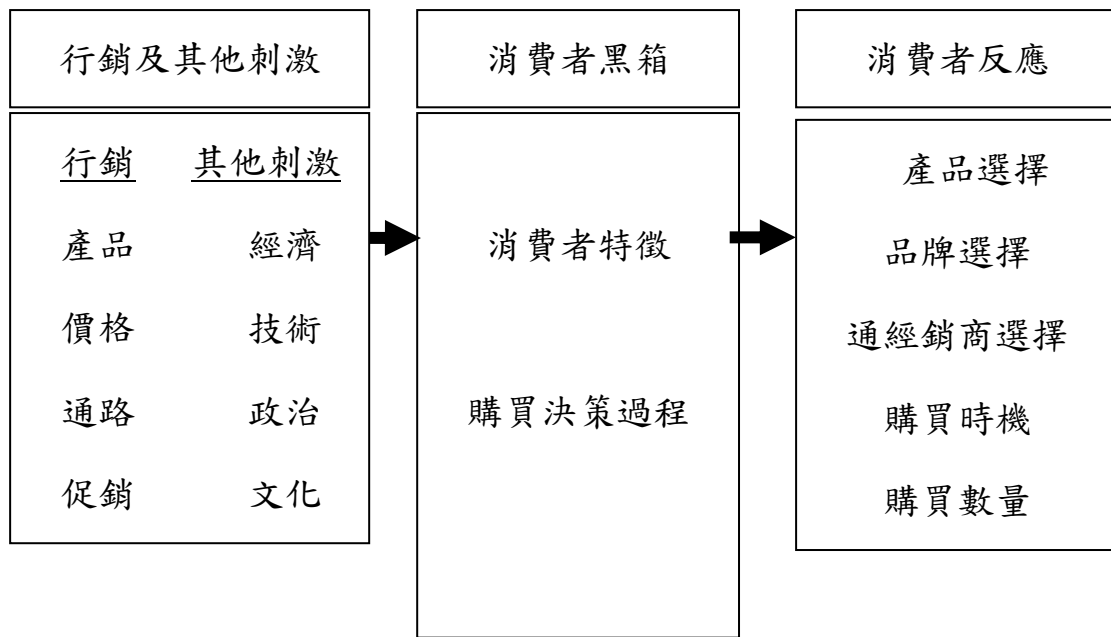 行銷及其他刺激
行銷 其他刺激
產品 經濟
價格 技術
通路 政治
促銷 文化
消費者黑箱
消費者特徵
購買決策過程
消費者反應
產品選擇
品牌選擇
通經銷商選擇
購買時機
購買數量